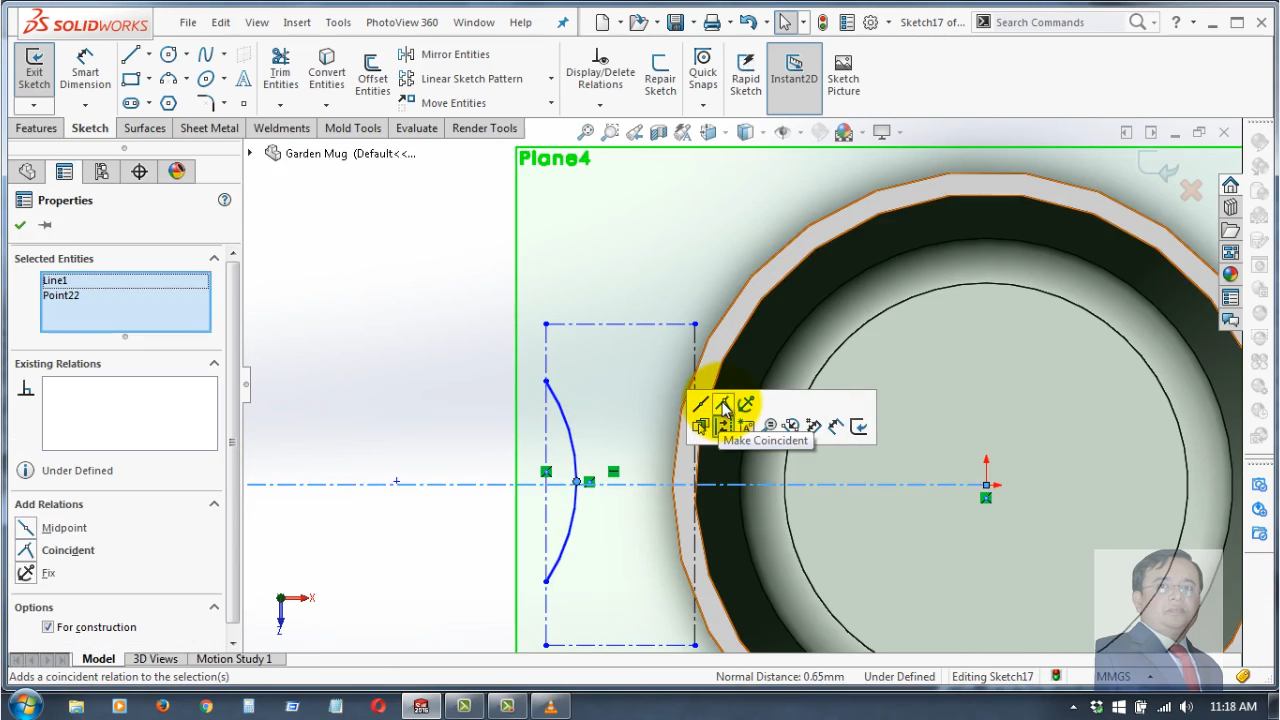 SOLIDWORKS
File
Edit
View
Insert
Tools
PhotoView 360
Window
Help
Sketch17 of...
Search Commands
Exit Sketch
Smart Dimension
Trim Entities
Convert Entities
Offset Entities
Mirror Entities
Linear Sketch Pattern
Move Entities
Display/Delete Relations
Repair Sketch
Quick Snaps
Rapid Sketch
Instant2D
Sketch Picture
Features
Sketch
Surfaces
Sheet Metal
Weldments
Mold Tools
Evaluate
Render Tools
Garden Mug (Default<<...
Plane4
Properties
Selected Entities
Line1
Point22
Existing Relations
Under Defined
Add Relations
Midpoint
Coincident
Fix
Options
For construction
Make Coincident
X
Z
Model
3D Views
Motion Study 1
Adds a coincident relation to the selection(s)
Normal Distance: 0.65mm
Under Defined
Editing Sketch17
MMGS
2016
11:18 AM